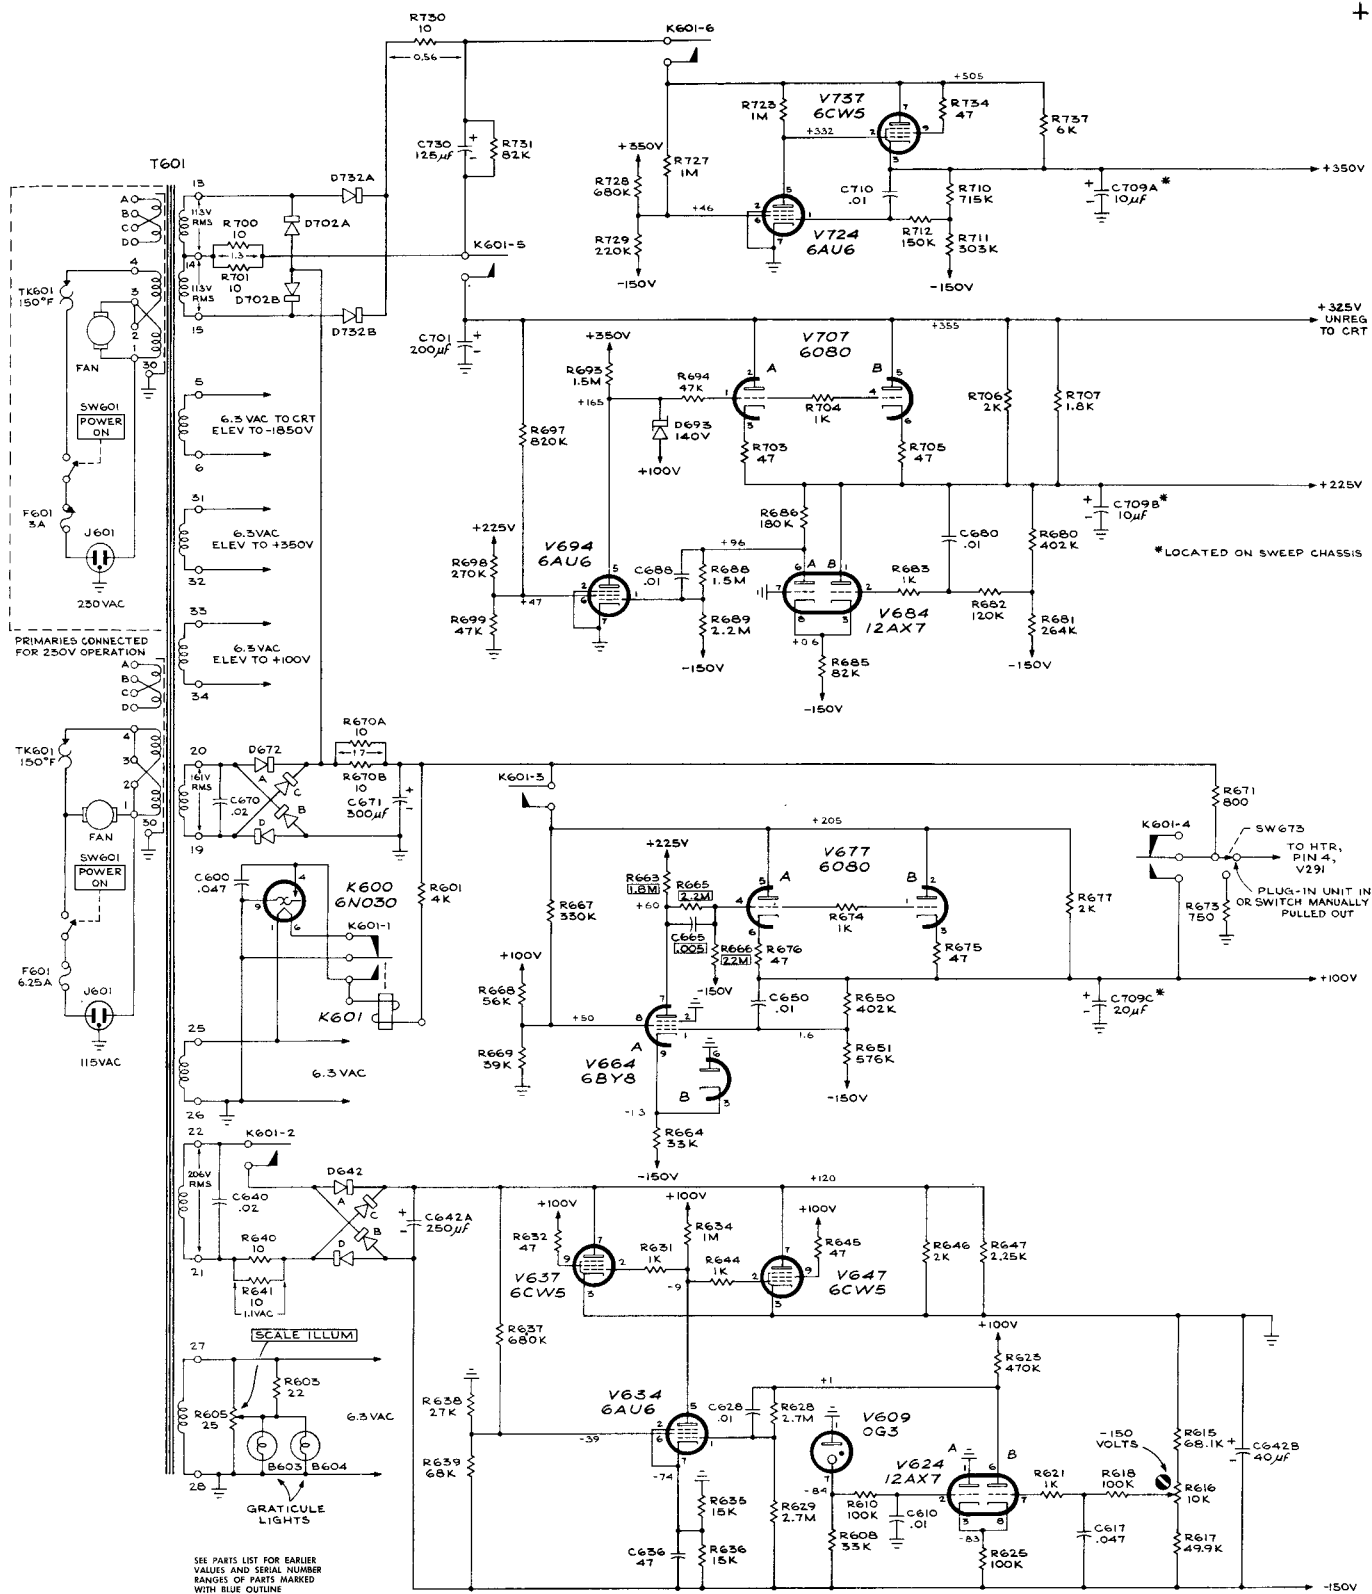 +
R730
10
0.56
K601-6
+505
R723
1M
V737
6CW5
R734
47
R737
6K
+332
T601
C730
125µf
R731
82K
+350V
R727
1M
R728
680K
+46
V724
6AU6
C710
.01
R710
715K
R712
150K
R711
303K
-150V
C709A*
10µf
+350V
R729
220K
-150V
13
D732A
113V
RMS
R700
10
1.3
R701
10
D702A
14
113V
RMS
D702B
15
D732B
K601-5
A
B
C
D
4
3
2
1
30
TK601
150°F
FAN
SW601
POWER
ON
F601
3A
J601
230VAC
PRIMARIES CONNECTED
FOR 230V OPERATION
C701
200µf
+325V
UNREG
TO CRT
+355
+350V
R693
1.5M
+165
R694
47K
V707
6080
A
B
R704
1K
D693
140V
+100V
R703
47
R705
47
R706
2K
R707
1.8K
+225V
C709B*
10µf
*LOCATED ON SWEEP CHASSIS
5
6.3 VAC TO CRT
ELEV TO -1850V
6
31
6.3VAC
ELEV TO +350V
32
33
6.3VAC
ELEV TO +100V
34
R697
820K
+225V
R698
270K
+47
R699
47K
V694
6AU6
C688
.01
R688
1.5M
+96
R689
2.2M
-150V
R686
180K
A
B
V684
12AX7
+0.6
R685
82K
-150V
R683
1K
C680
.01
R682
120K
R680
402K
R681
264K
-150V
A
B
C
D
4
3
2
1
30
TK601
150°F
FAN
SW601
POWER
ON
F601
6.25A
J601
115VAC
20
161V
RMS
19
C670
.02
D672
A
B
C
D
R670A
10
1.7
R670B
10
C671
300µf
R601
4K
K601-3
+205
R671
800
K601-4
SW673
TO HTR,
PIN 4,
V291
PLUG-IN UNIT IN
OR SWITCH MANUALLY
PULLED OUT
R673
750
C600
.047
K600
6N030
K601-1
K601
25
6.3VAC
26
R667
330K
+225V
R663
1.8M
+60
R665
2.2M
C665
.005
R666
22M
-150V
V677
6080
A
B
R674
1K
R676
47
R675
47
R677
2K
+100V
C709C*
20µf
+100V
R668
56K
+50
R669
39K
V664
6BY8
A
B
C650
.01
R650
402K
1.6
R651
576K
-150V
-1.3
R664
33K
-150V
22
206V
RMS
21
K601-2
C640
.02
R640
10
R641
10
1.1VAC
D642
A
B
C
D
C642A
250µf
+120
+100V
R632
47
V637
6CW5
R631
1K
+100V
R634
1M
R644
1K
-9
+100V
R645
47
V647
6CW5
R646
2K
R647
2.25K
R637
680K
+100V
R623
470K
+1
SCALE ILLUM
27
R603
22
R605
25
B603
B604
28
6.3VAC
GRATICULE
LIGHTS
R638
27K
-39
R639
68K
V634
6AU6
-74
R635
15K
C636
47
R636
15K
C628
.01
R628
2.7M
R629
2.7M
V609
0G3
-84
R610
100K
R608
33K
C610
.01
V624
12AX7
A
B
-83
R625
100K
R621
1K
C617
.047
R618
100K
-150
VOLTS
R615
68.1K
R616
10K
R617
49.9K
C642B
40µf
-150V
SEE PARTS LIST FOR EARLIER
VALUES AND SERIAL NUMBER
RANGES OF PARTS MARKED
WITH BLUE OUTLINE